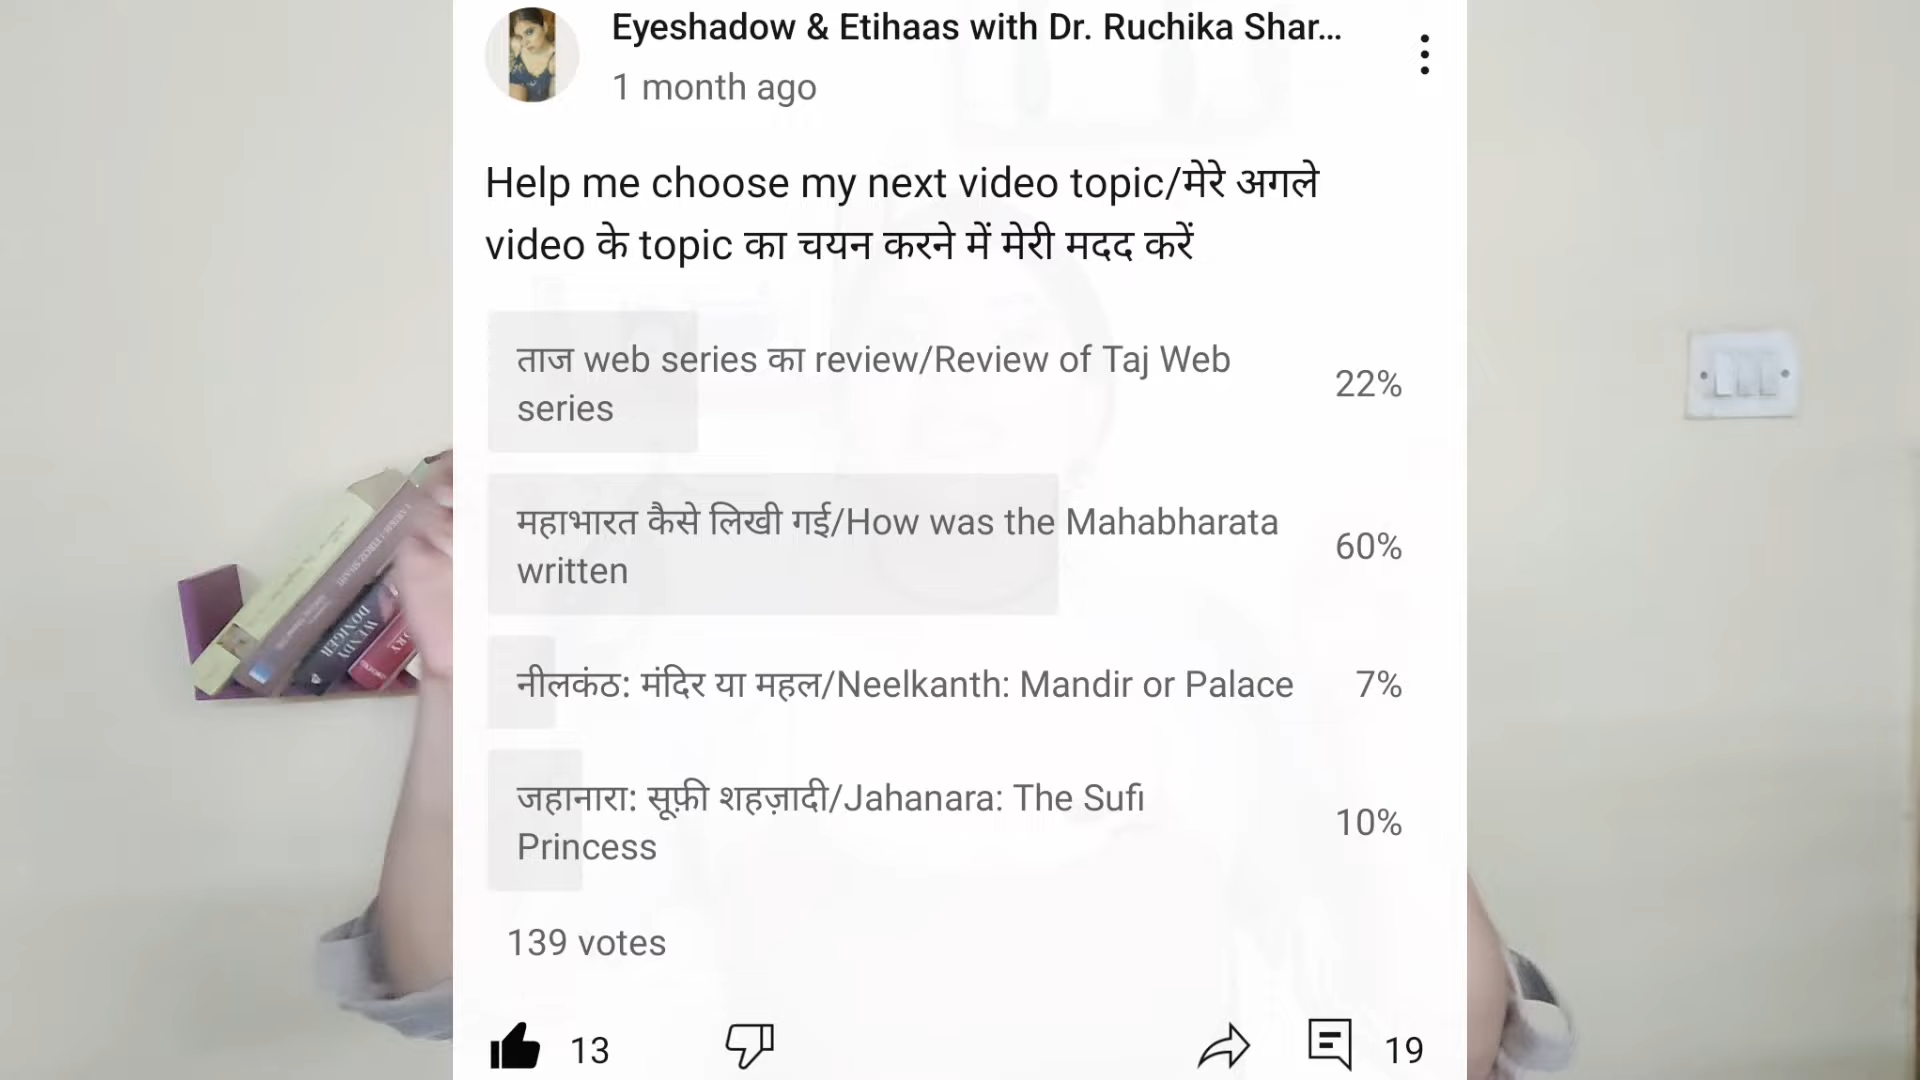 Eyeshadow & Etihaas with Dr. Ruchika Shar...
1 month ago
Help me choose my next video topic/मेरे अगले
video के topic का चयन करने में मेरी मदद करें
ताज web series का review/Review of Taj Web
series
22%
महाभारत कैसे लिखी गई/How was the Mahabharata
written
60%
नीलकंठ: मंदिर या महल/Neelkanth: Mandir or Palace
7%
जहानारा: सूफ़ी शहज़ादी/Jahanara: The Sufi
Princess
10%
139 votes
13
19
WENDY
DONIGER